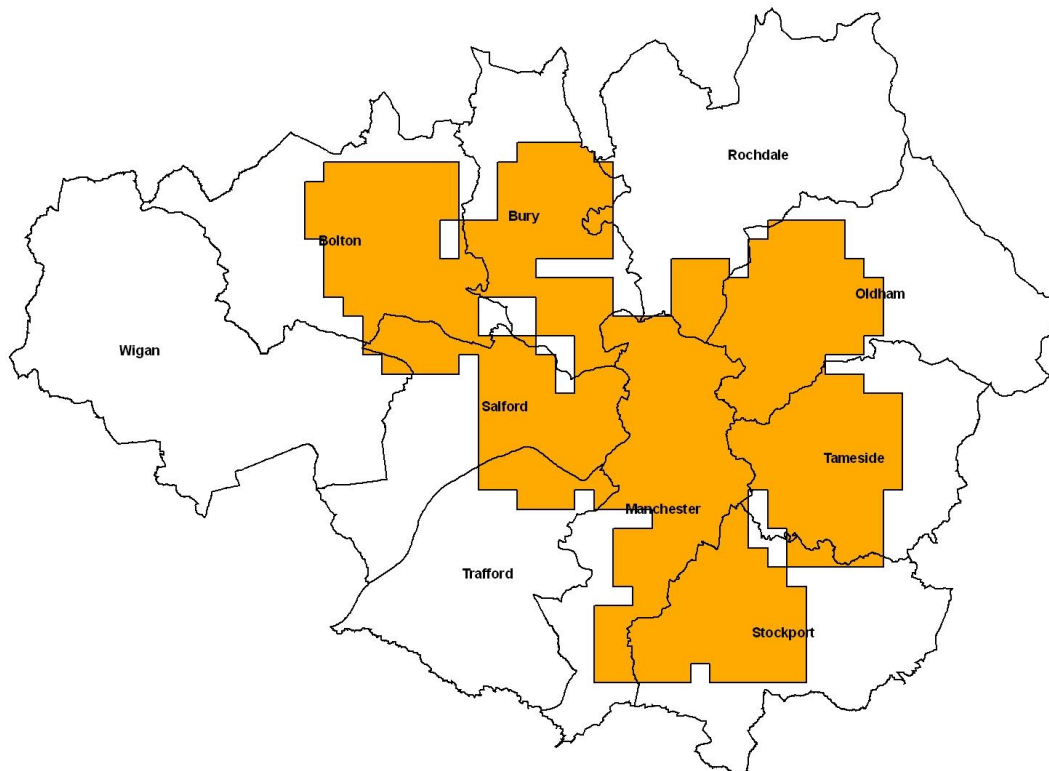 Rochdale
Bury
Bolton
Oldham
Wigan
Salford
Tameside
Manchester
Trafford
Stockport